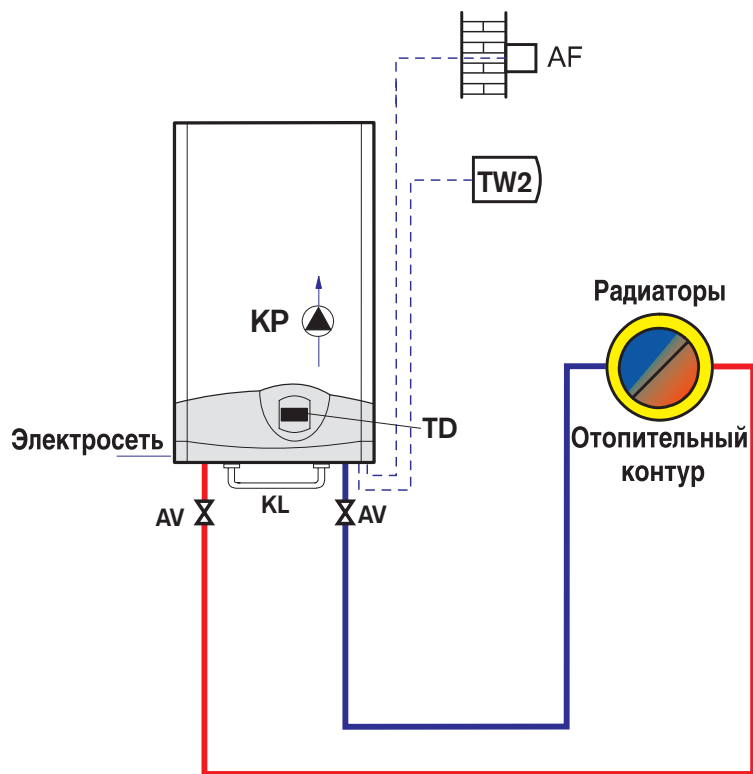 AF
TW2
Радиаторы
KP
TD
Электросеть
Отопительный
контур
KL
AV
AV